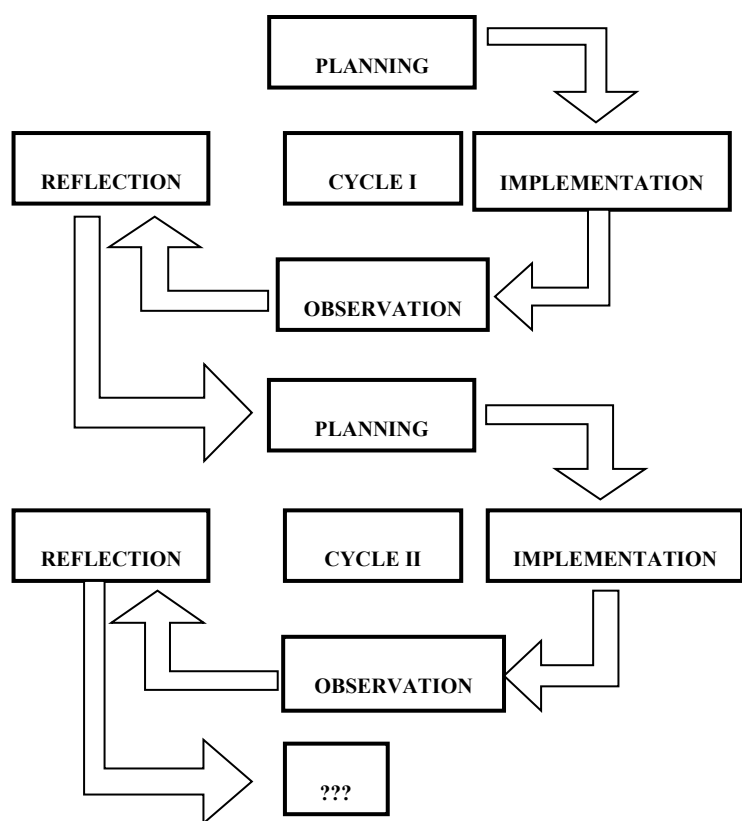 PLANNING
REFLECTION
CYCLE I
IMPLEMENTATION
OBSERVATION
PLANNING
REFLECTION
CYCLE II
IMPLEMENTATION
OBSERVATION
???